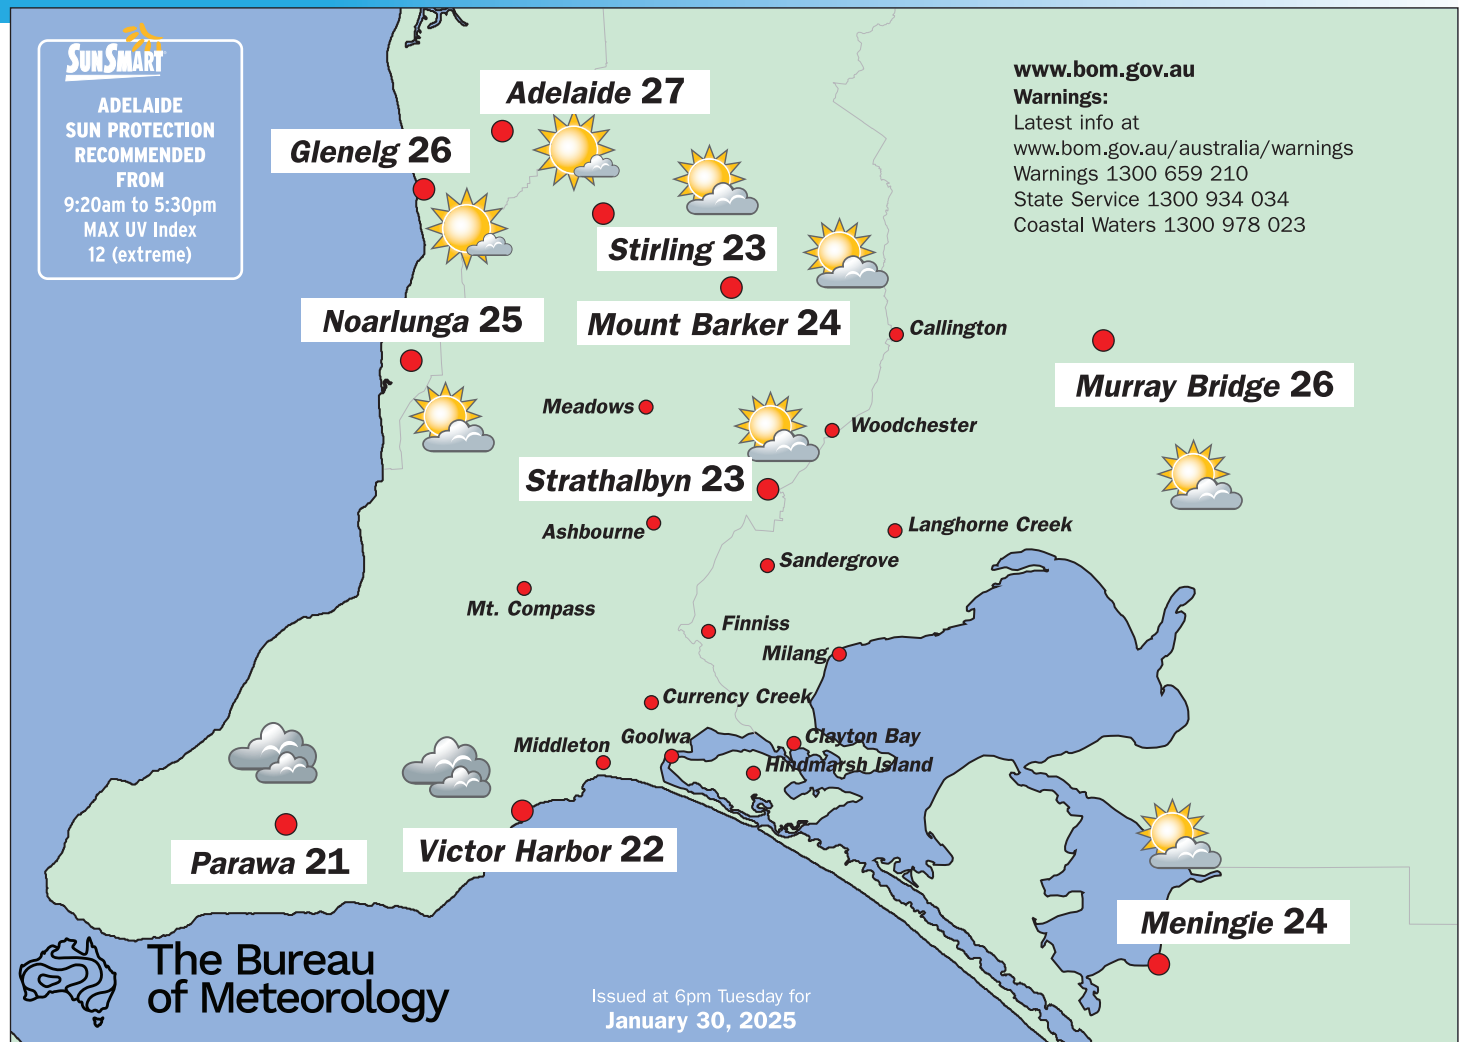 SUNSMART
ADELAIDE
SUN PROTECTION
RECOMMENDED
FROM
9:20am to 5:30pm
MAX UV Index
12 (extreme)
www.bom.gov.au
Warnings:
Latest info at
www.bom.gov.au/australia/warnings
Warnings 1300 659 210
State Service 1300 934 034
Coastal Waters 1300 978 023
Adelaide 27
Glenelg 26
Stirling 23
Noarlunga 25
Mount Barker 24
Callington
Murray Bridge 26
Meadows
Woodchester
Strathalbyn 23
Ashbourne
Langhorne Creek
Sandergrove
Mt. Compass
Finniss
Milang
Currency Creek
Middleton
Goolwa
Clayton Bay
Hindmarsh Island
Parawa 21
Victor Harbor 22
Meningie 24
The Bureau
of Meteorology
Issued at 6pm Tuesday for
January 30, 2025